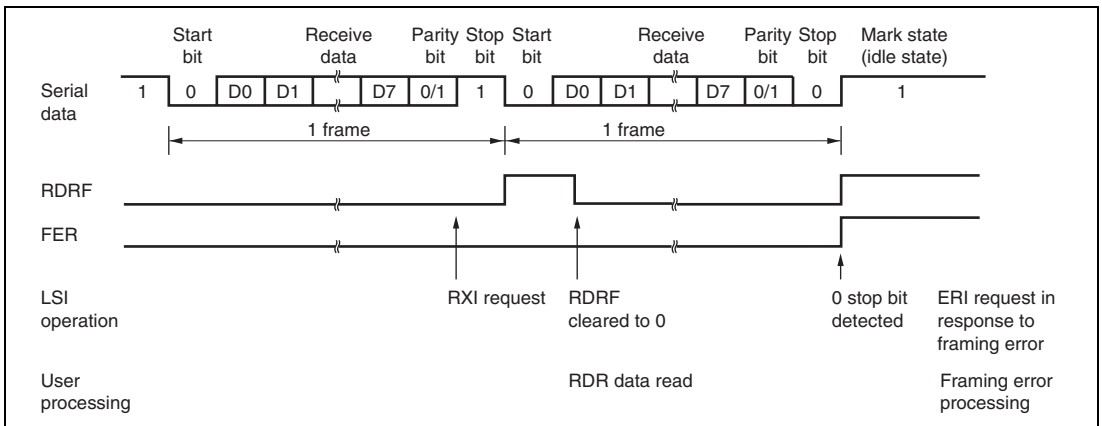 Start Receive Parity Stop Start Receive Parity Stop Mark state
bit data bit bit bit data bit bit (idle state)
Serial 1 0 D0 D1 D7 0/1 1 0 D0 D1 D7 0/1 0 1
data
1 frame 1 frame
RDRF
FER
LSI RXI request RDRF 0 stop bit ERI request in
operation cleared to 0 detected response to
framing error
User RDR data read Framing error
processing processing